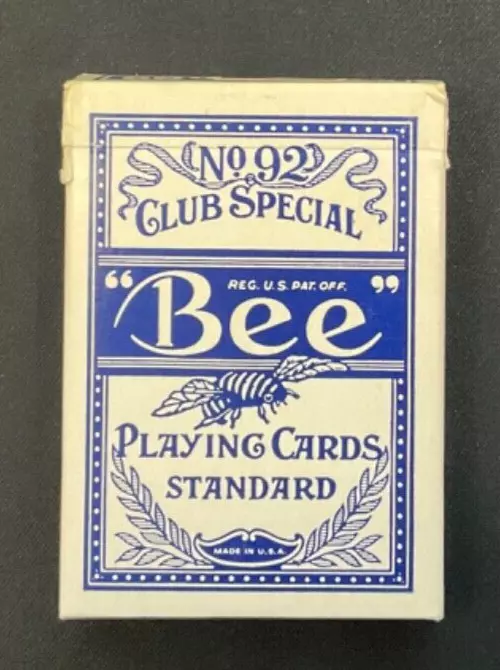 No. 92
CLUB SPECIAL
REG. U.S. PAT. OFF.
"Bee"
PLAYING CARDS
STANDARD
MADE IN U.S.A.